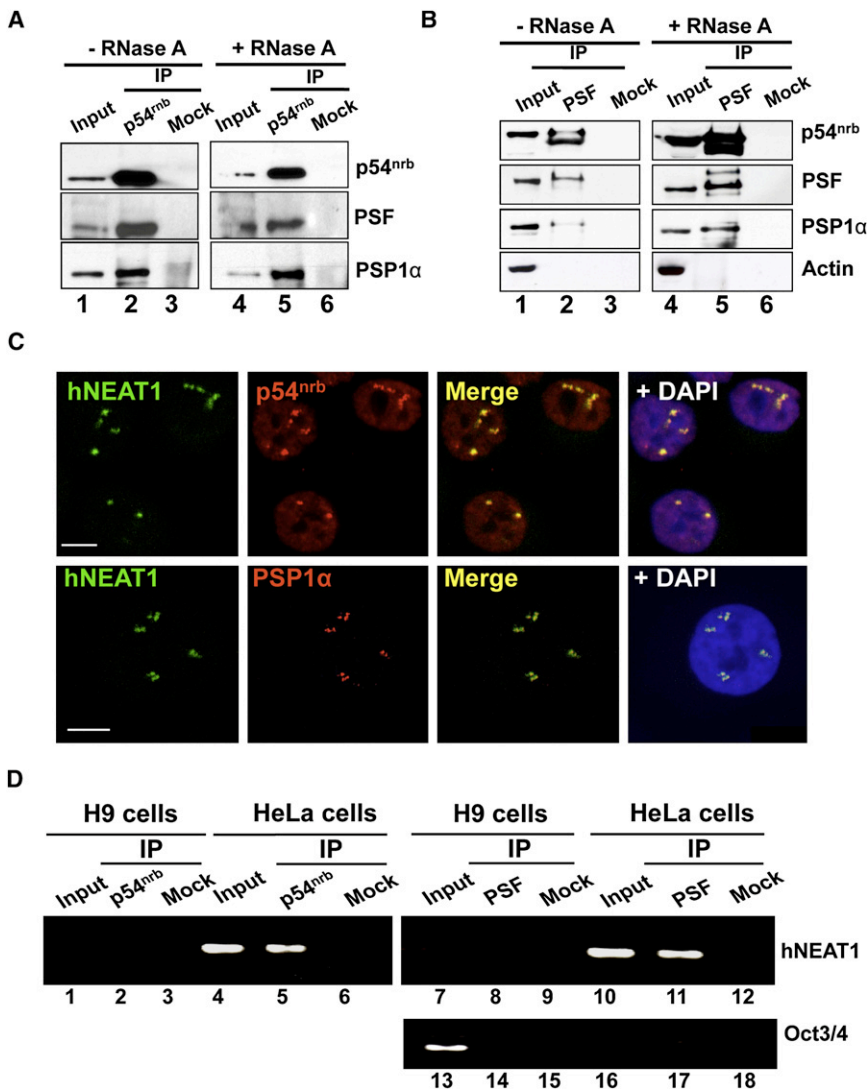 A
- RNase A + RNase A
IP IP
Input p54ʳⁿᵇ Mock Input p54ʳⁿᵇ Mock
p54ⁿʳᵇ
PSF
PSP1α
1 2 3 4 5 6
B
- RNase A + RNase A
IP IP
Input PSF Mock Input PSF Mock
p54ⁿʳᵇ
PSF
PSP1α
Actin
1 2 3 4 5 6
C
hNEAT1 p54ⁿʳᵇ Merge + DAPI
hNEAT1 PSP1α Merge + DAPI
D
H9 cells HeLa cells H9 cells HeLa cells
IP IP IP IP
Input p54ⁿʳᵇ Mock Input p54ⁿʳᵇ Mock Input PSF Mock Input PSF Mock
hNEAT1
1 2 3 4 5 6 7 8 9 10 11 12
Oct3/4
13 14 15 16 17 18